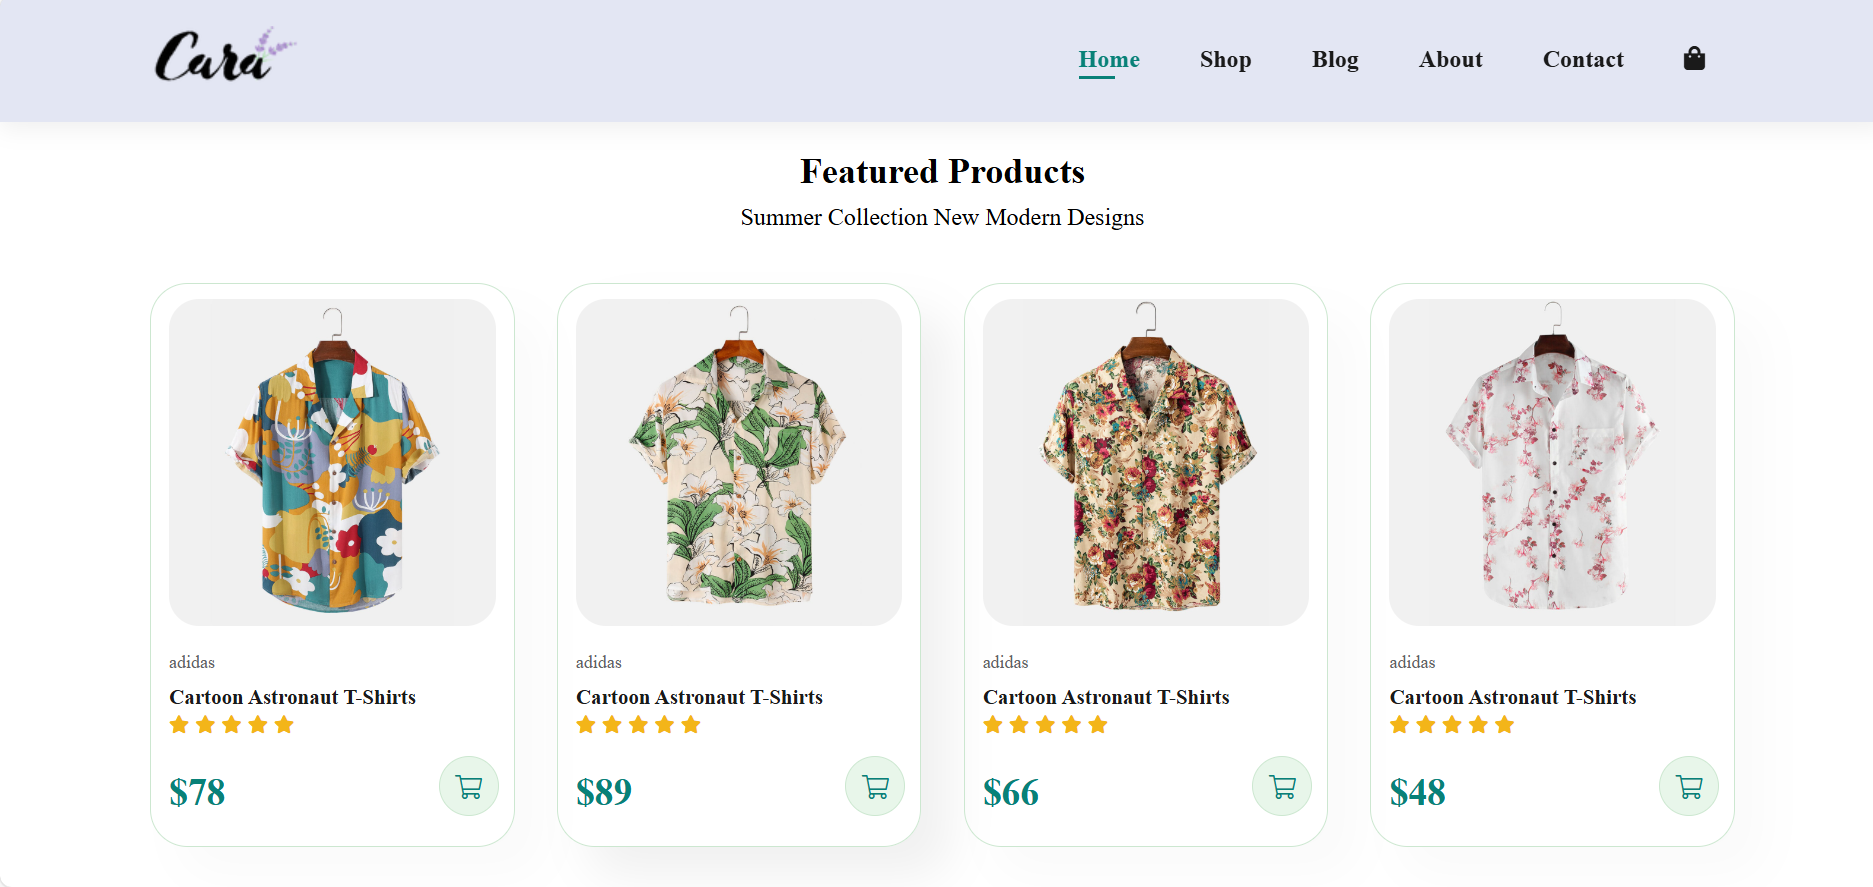 Cara
Home Shop Blog About Contact
Featured Products
Summer Collection New Modern Designs
adidas
Cartoon Astronaut T-Shirts
$78
adidas
Cartoon Astronaut T-Shirts
$89
adidas
Cartoon Astronaut T-Shirts
$66
adidas
Cartoon Astronaut T-Shirts
$48